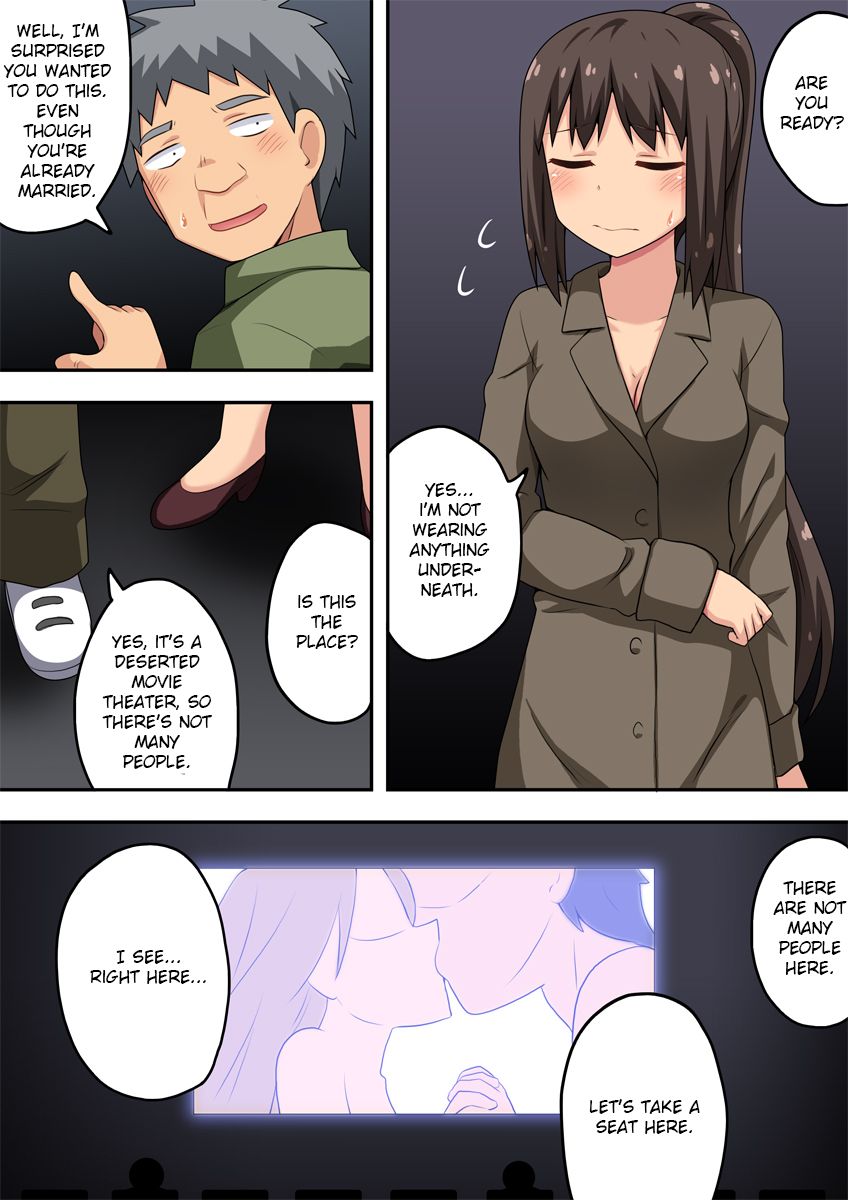 ARE
YOU
READY?
YES...
I'M NOT
WEARING
ANYTHING
UNDER-
NEATH.
WELL, I'M
SURPRISED
YOU WANTED
TO DO THIS.
EVEN
THOUGH
YOU'RE
ALREADY
MARRIED.
IS THIS
THE
PLACE?
YES, IT'S A
DESERTED
MOVIE
THEATER, SO
THERE'S NOT
MANY
PEOPLE.
THERE
ARE NOT
MANY
PEOPLE
HERE.
LET'S TAKE A
SEAT HERE.
I SEE...
RIGHT HERE...